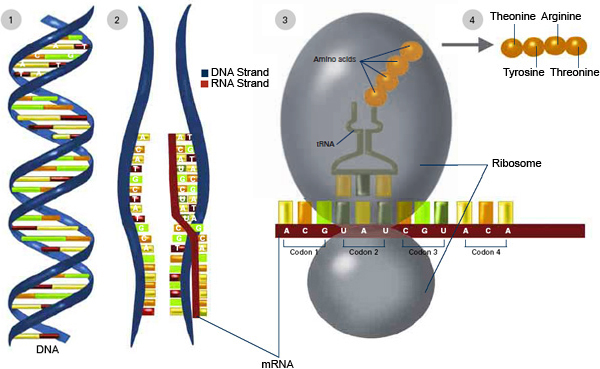 1
2
3
4
Theonine Arginine
Tyrosine Threonine
Amino acids
DNA Strand
RNA Strand
tRNA
Ribosome
A C G U A U C G U A C A
Codon 1 Codon 2 Codon 3 Codon 4
DNA
mRNA